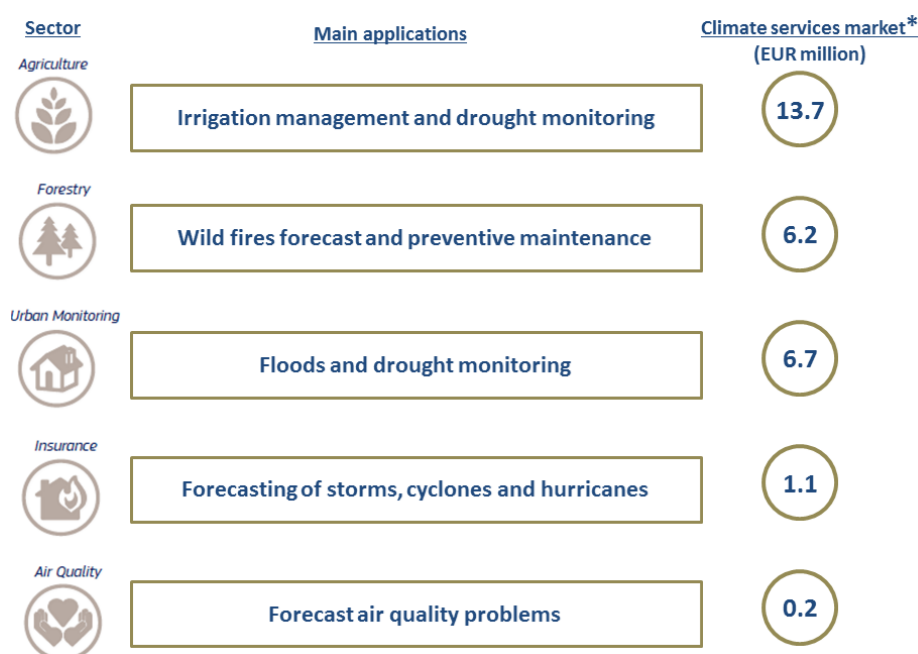 Sector
Main applications
Climate services market*
(EUR million)
Agriculture
Irrigation management and drought monitoring
13.7
Forestry
Wild fires forecast and preventive maintenance
6.2
Urban Monitoring
Floods and drought monitoring
6.7
Insurance
Forecasting of storms, cyclones and hurricanes
1.1
Air Quality
Forecast air quality problems
0.2